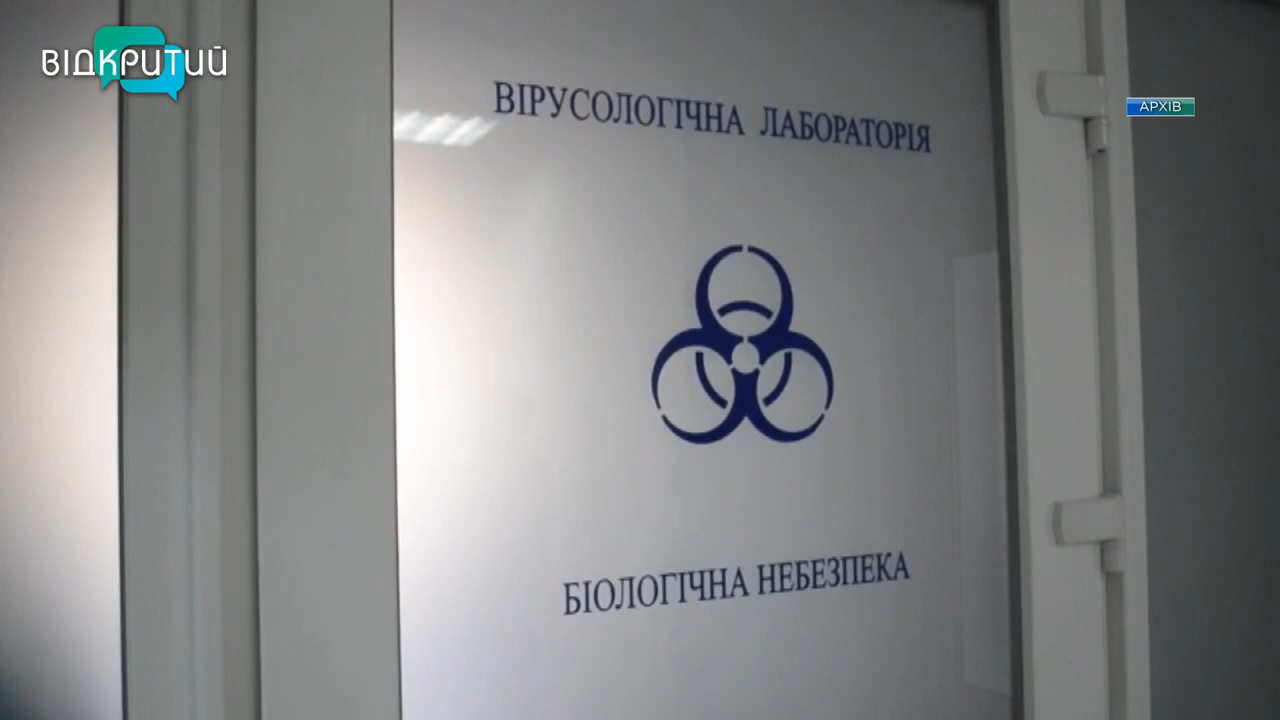 ВІДКРИТИЙ
АРХІВ
ВІРУСОЛОГІЧНА ЛАБОРАТОРІЯ
БІОЛОГІЧНА НЕБЕЗПЕКА